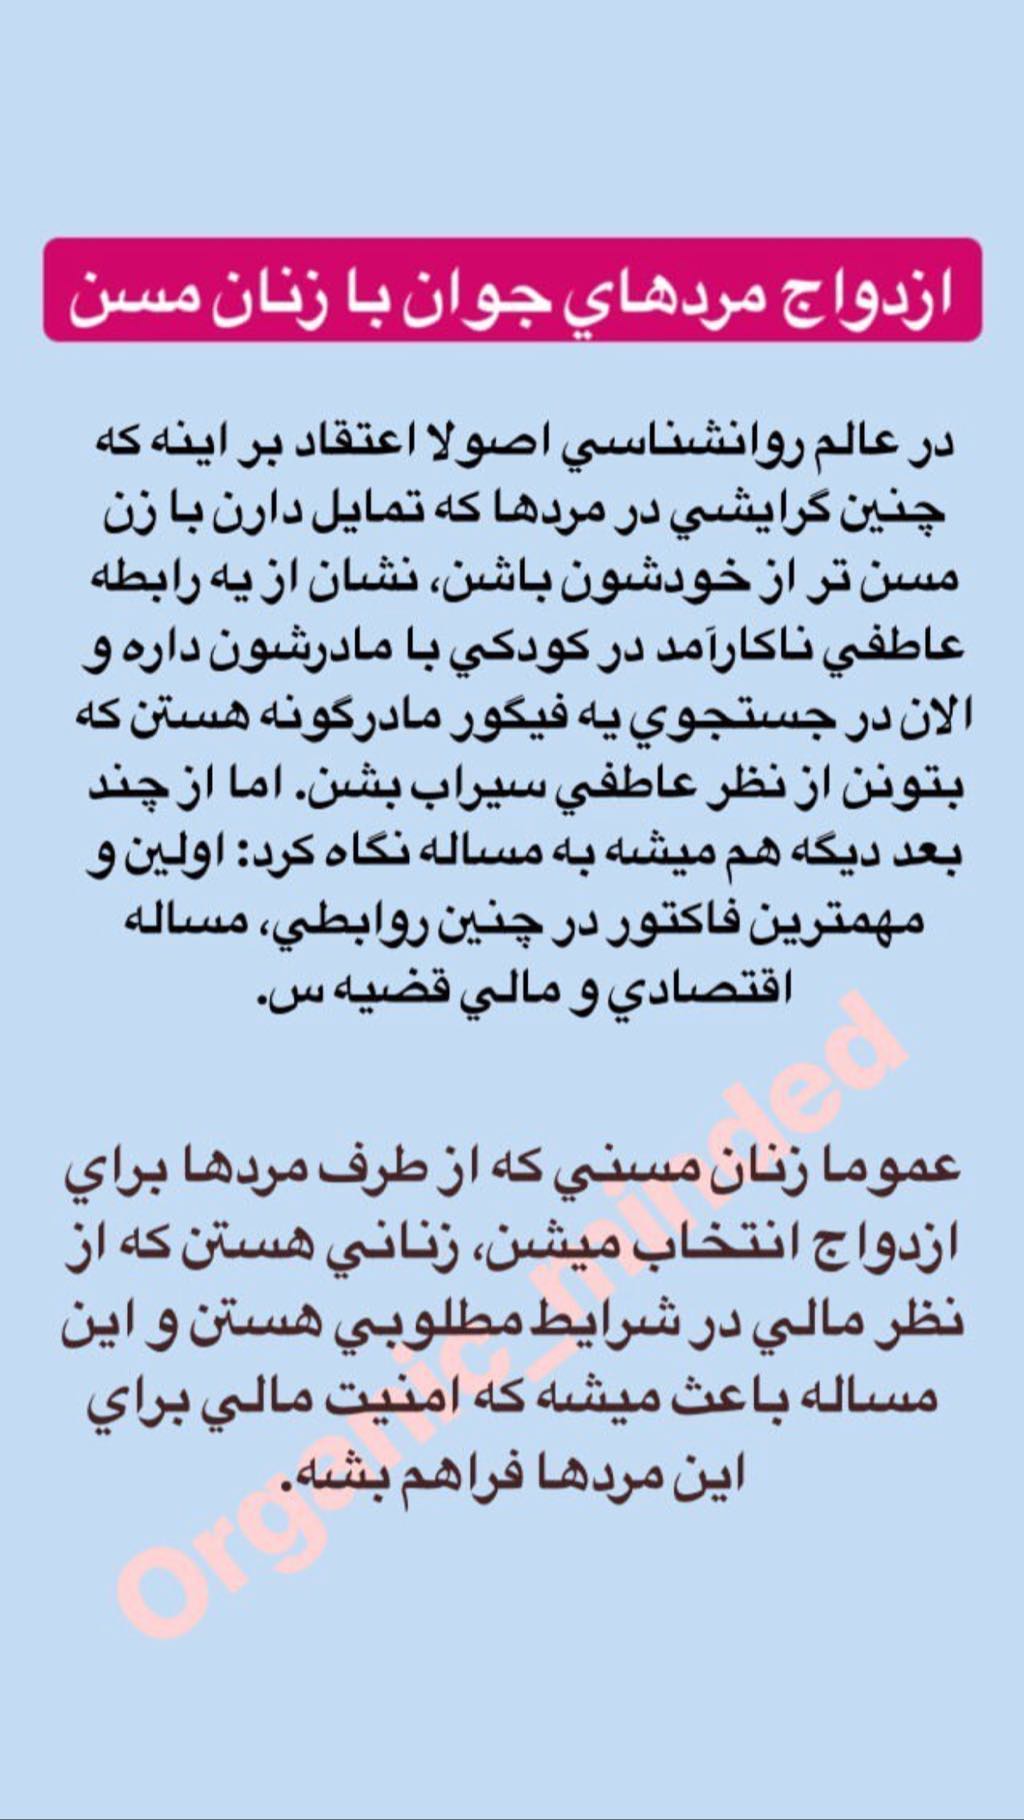 ازدواج مردهاي جوان با زنان مسن
در عالم روانشناسي اصولا اعتقاد بر اينه كه
چنين گرايشي در مردها كه تمايل دارن با زن
مسن تر از خودشون باشن، نشان از يه رابطه
عاطفي ناكارآمد در كودكي با مادرشون داره و
الان در جستجوي يه فيگور مادرگونه هستن كه
بتونن از نظر عاطفي سيراب بشن. اما از چند
بعد ديگه هم ميشه به مساله نگاه كرد: اولين و
مهمترين فاكتور در چنين روابطي، مساله
اقتصادي و مالي قضيه س.
عموما زنان مسني كه از طرف مردها براي
ازدواج انتخاب ميشن، زناني هستن كه از
نظر مالي در شرايط مطلوبي هستن و اين
مساله باعث ميشه كه امنيت مالي براي
اين مردها فراهم بشه.
Organic_minded